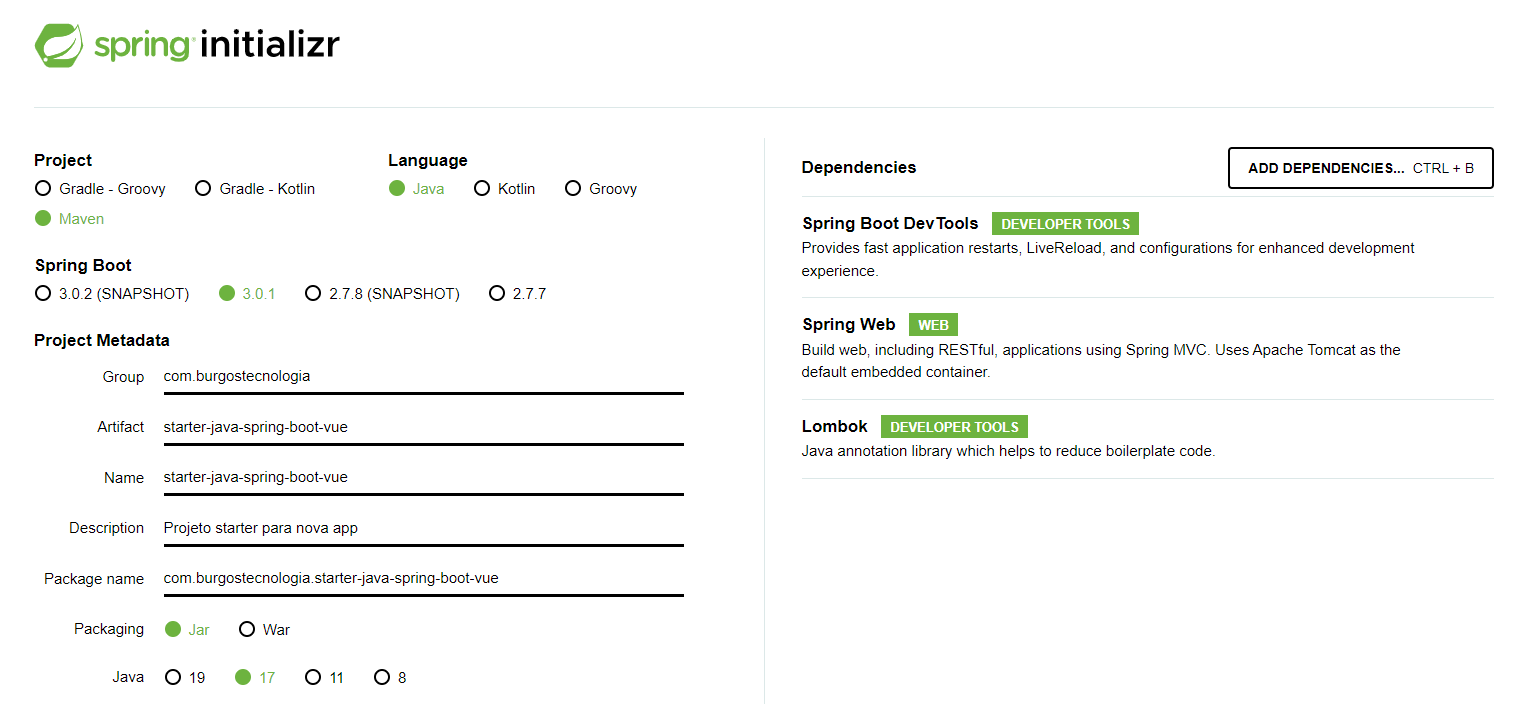 spring initializr
Project
Gradle - Groovy Gradle - Kotlin
Maven
Language
Java Kotlin Groovy
Spring Boot
3.0.2 (SNAPSHOT) 3.0.1 2.7.8 (SNAPSHOT) 2.7.7
Project Metadata
Group com.burgostecnologia
Artifact starter-java-spring-boot-vue
Name starter-java-spring-boot-vue
Description Projeto starter para nova app
Package name com.burgostecnologia.starter-java-spring-boot-vue
Packaging Jar War
Java 19 17 11 8
Dependencies ADD DEPENDENCIES... CTRL + B
Spring Boot DevTools DEVELOPER TOOLS
Provides fast application restarts, LiveReload, and configurations for enhanced development
experience.
Spring Web WEB
Build web, including RESTful, applications using Spring MVC. Uses Apache Tomcat as the
default embedded container.
Lombok DEVELOPER TOOLS
Java annotation library which helps to reduce boilerplate code.